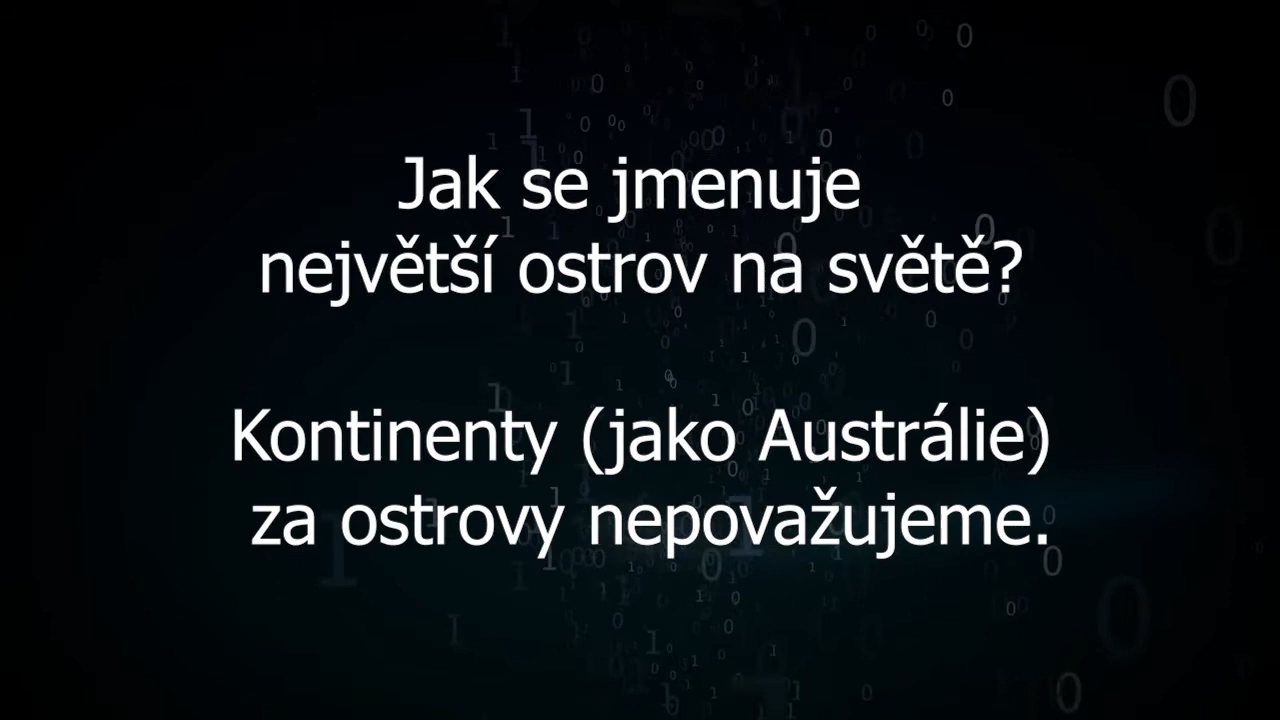 Jak se jmenuje
největší ostrov na světě?
Kontinenty (jako Austrálie)
za ostrovy nepovažujeme.